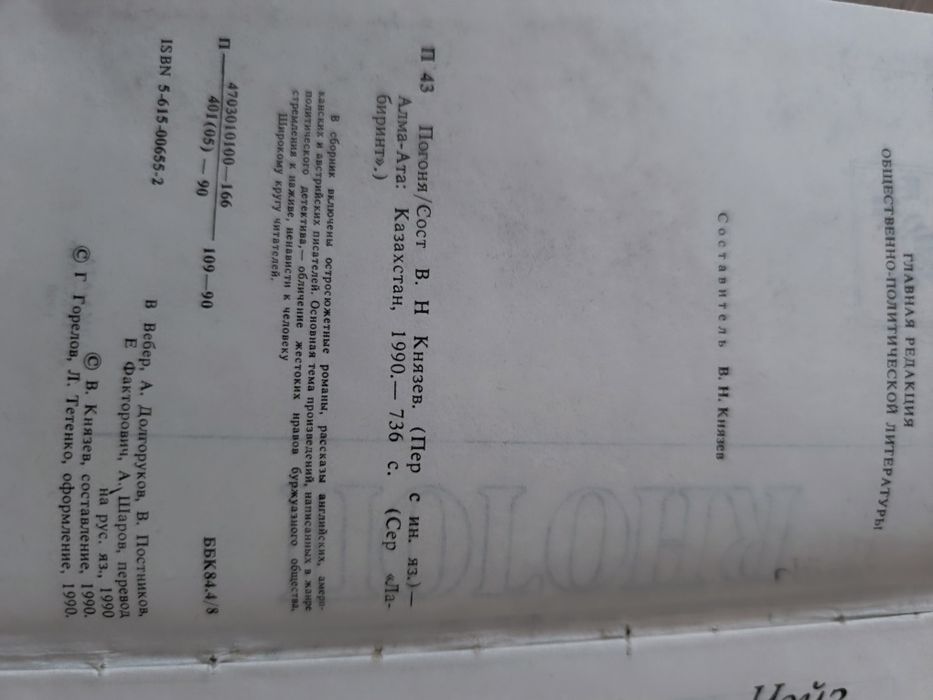 ГЛАВНАЯ РЕДАКЦИЯ
ОБЩЕСТВЕННО-ПОЛИТИЧЕСКОЙ ЛИТЕРАТУРЫ
Составитель В. Н. Князев
П 43 Погоня/Сост В. Н Князев. (Пер с ин. яз.)—
Алма-Ата: Казахстан, 1990.— 736 с. (Сер «Ла-
биринт».)
В сборник включены остросюжетные романы, рассказы английских, амери-
канских и австрийских писателей. Основная тема произведений, написанных в жанре
политического детектива,— обличение жестоких нравов буржуазного общества,
стремления к наживе, ненависти к человеку
Широкому кругу читателей.
П 4703010100—166
401(05) — 90 109—90
ББК84.4/8
ISBN 5-615-00655-2
В Вебер, А. Долгоруков, В. Постников,
Е Факторович, А. Шаров, перевод
на рус. яз., 1990
© В. Князев, составление, 1990.
© Г Горелов, Л. Тетенко, оформление, 1990.
ПОГОНЯ